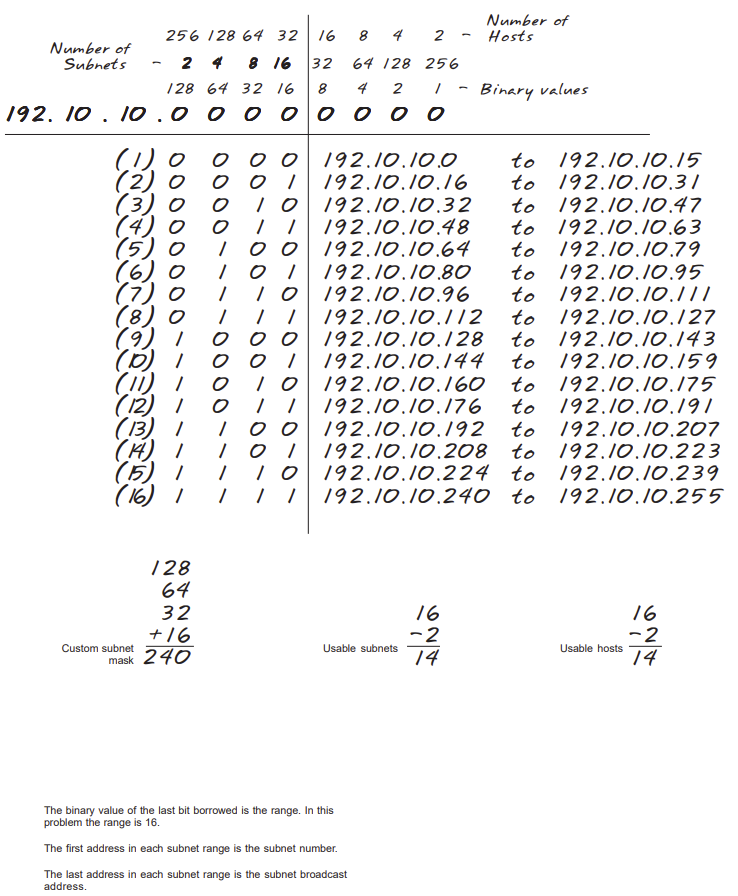 256 128 64 32 16 8 4 2 - Number of Hosts
Number of Subnets - 2 4 8 16 32 64 128 256
128 64 32 16 8 4 2 1 - Binary values
192. 10 . 10 . 0 0 0 0 0 0 0 0
(1) 0 0 0 0 192.10.10.0 to 192.10.10.15
(2) 0 0 0 1 192.10.10.16 to 192.10.10.31
(3) 0 0 1 0 192.10.10.32 to 192.10.10.47
(4) 0 0 1 1 192.10.10.48 to 192.10.10.63
(5) 0 1 0 0 192.10.10.64 to 192.10.10.79
(6) 0 1 0 1 192.10.10.80 to 192.10.10.95
(7) 0 1 1 0 192.10.10.96 to 192.10.10.111
(8) 0 1 1 1 192.10.10.112 to 192.10.10.127
(9) 1 0 0 0 192.10.10.128 to 192.10.10.143
(10) 1 0 0 1 192.10.10.144 to 192.10.10.159
(11) 1 0 1 0 192.10.10.160 to 192.10.10.175
(12) 1 0 1 1 192.10.10.176 to 192.10.10.191
(13) 1 1 0 0 192.10.10.192 to 192.10.10.207
(14) 1 1 0 1 192.10.10.208 to 192.10.10.223
(15) 1 1 1 0 192.10.10.224 to 192.10.10.239
(16) 1 1 1 1 192.10.10.240 to 192.10.10.255
128
64
32
+16
Custom subnet mask 240
16
-2
Usable subnets 14
16
-2
Usable hosts 14
The binary value of the last bit borrowed is the range. In this
problem the range is 16.
The first address in each subnet range is the subnet number.
The last address in each subnet range is the subnet broadcast
address.